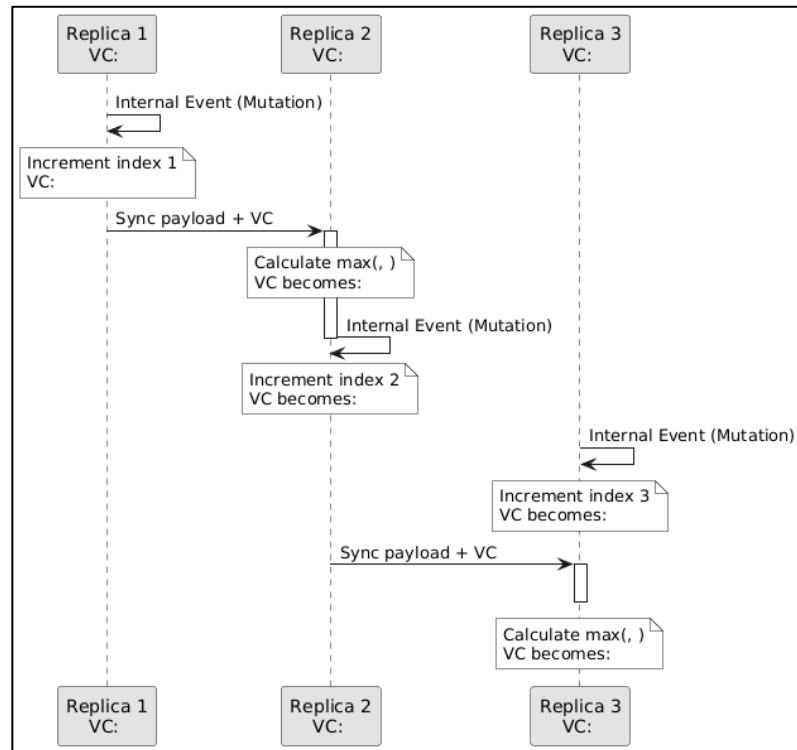 Replica 1
VC:
Replica 2
VC:
Replica 3
VC:
Internal Event (Mutation)
Increment index 1
VC:
Sync payload + VC
Calculate max(, )
VC becomes:
Internal Event (Mutation)
Increment index 2
VC becomes:
Internal Event (Mutation)
Increment index 3
VC becomes:
Sync payload + VC
Calculate max(, )
VC becomes:
Replica 1
VC:
Replica 2
VC:
Replica 3
VC: